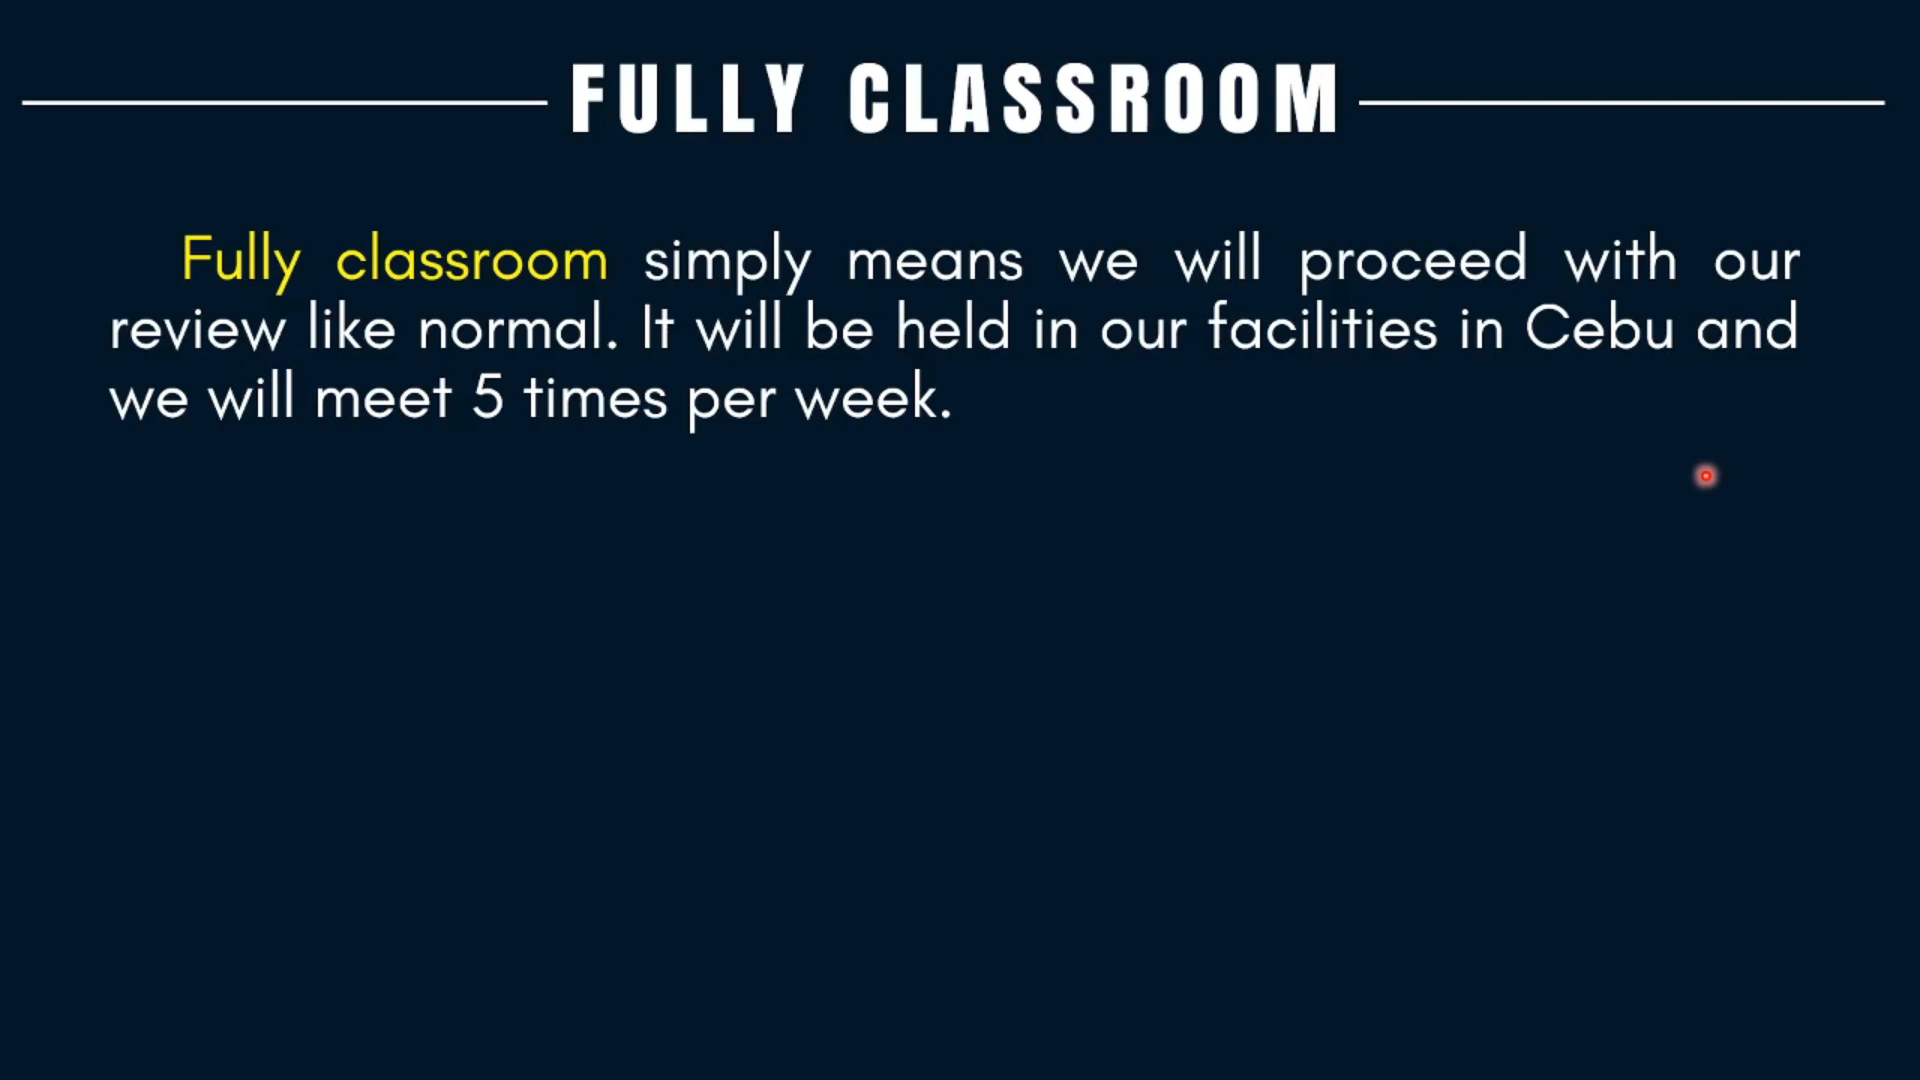 FULLY CLASSROOM
Fully classroom simply means we will proceed with our
review like normal. It will be held in our facilities in Cebu and
we will meet 5 times per week.